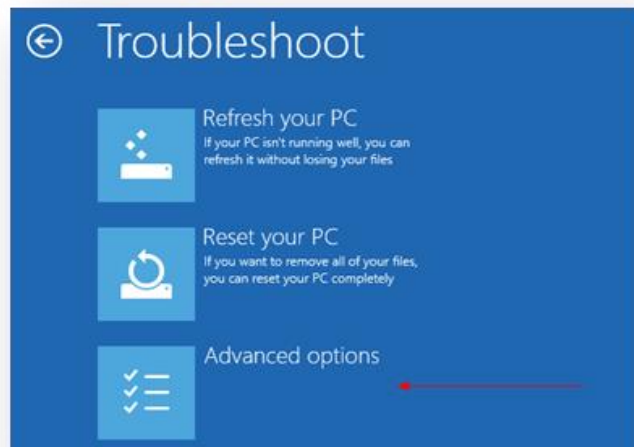 Troubleshoot
Refresh your PC
If your PC isn't running well, you can
refresh it without losing your files
Reset your PC
If you want to remove all of your files,
you can reset your PC completely
Advanced options